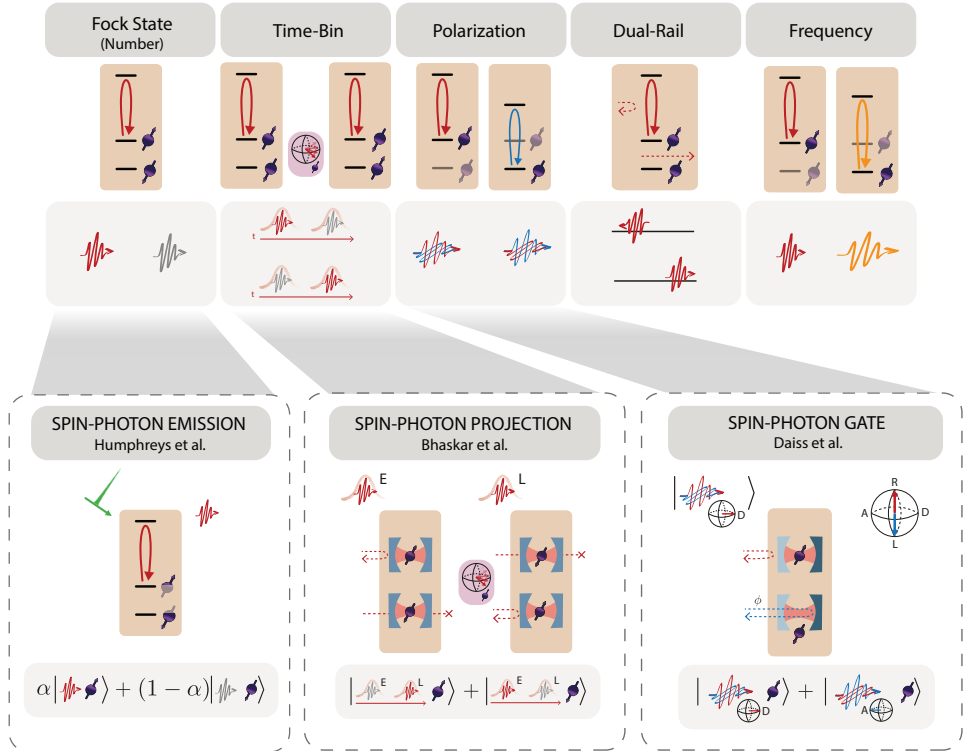 Fock State
(Number)
Time-Bin
Polarization
Dual-Rail
Frequency
t
t
SPIN-PHOTON EMISSION
Humphreys et al.
SPIN-PHOTON PROJECTION
Bhaskar et al.
SPIN-PHOTON GATE
Daiss et al.
E
L
D
R
A
D
L
ϕ
α| ⟩ + (1 − α)| ⟩
| E L ⟩ + | E L ⟩
| D ⟩ + | A ⟩